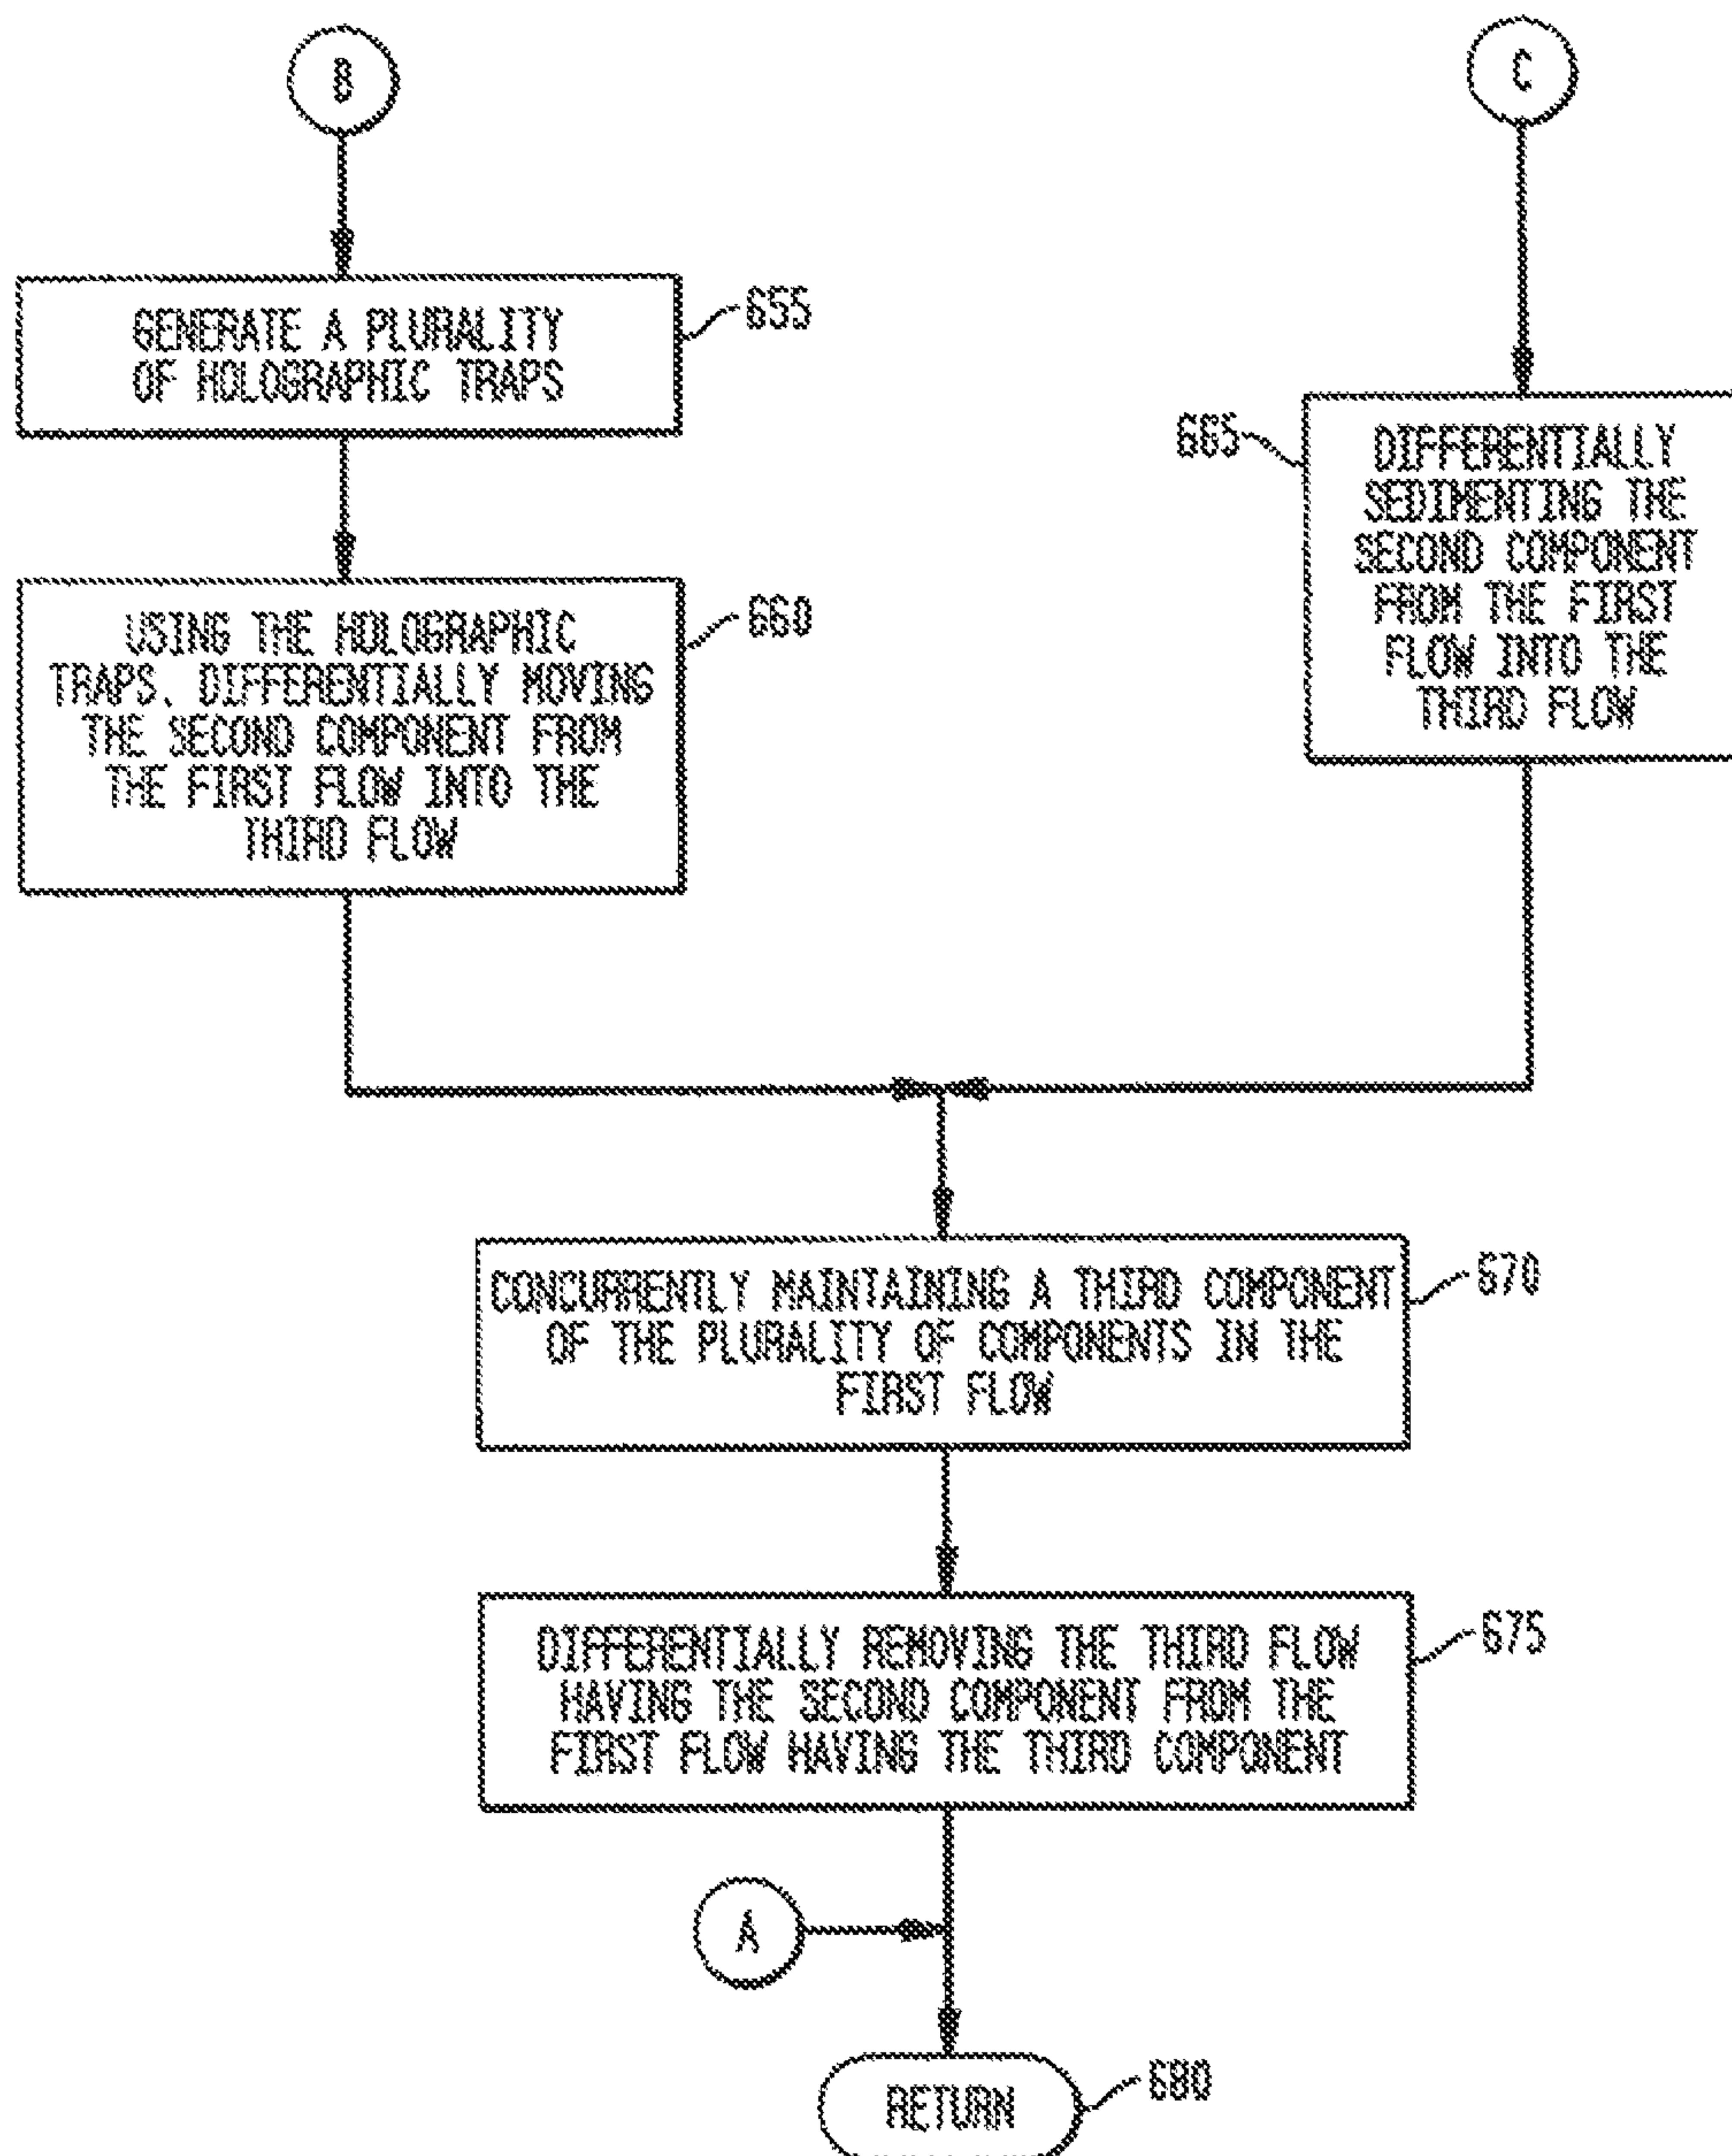 B
C
GENERATE A PLURALITY
OF HOLOGRAPHIC TRAPS
655
USING THE HOLOGRAPHIC
TRAPS, DIFFERENTIALLY MOVING
THE SECOND COMPONENT FROM
THE FIRST FLOW INTO THE
THIRD FLOW
660
665
DIFFERENTIALLY
SEDIMENTING THE
SECOND COMPONENT
FROM THE FIRST
FLOW INTO THE
THIRD FLOW
CONCURRENTLY MAINTAINING A THIRD COMPONENT
OF THE PLURALITY OF COMPONENTS IN THE
FIRST FLOW
670
DIFFERENTIALLY REMOVING THE THIRD FLOW
HAVING THE SECOND COMPONENT FROM THE
FIRST FLOW HAVING THE THIRD COMPONENT
675
A
RETURN
680